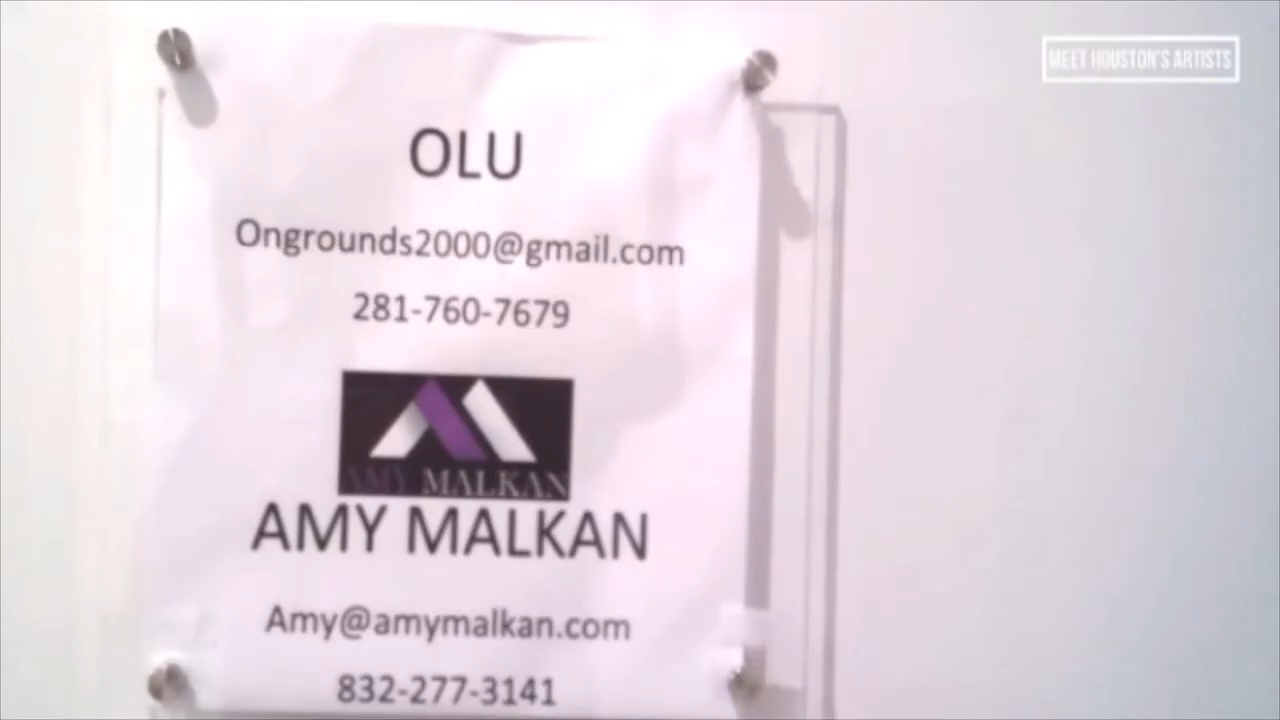 MEET HOUSTON'S ARTISTS
OLU
Ongrounds2000@gmail.com
281-760-7679
AMY MALKAN
AMY MALKAN
Amy@amymalkan.com
832-277-3141